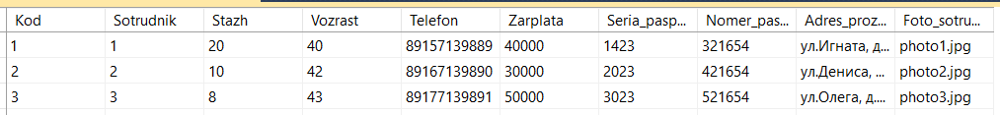 Kod Sotrudnik Stazh Vozrast Telefon Zarplata Seria_pasp... Nomer_pas... Adres_proz... Foto_sotru...
1 1 20 40 89157139889 40000 1423 321654 ул.Игната, д... photo1.jpg
2 2 10 42 89167139890 30000 2023 421654 ул.Дениса, ... photo2.jpg
3 3 8 43 89177139891 50000 3023 521654 ул.Олега, д.... photo3.jpg